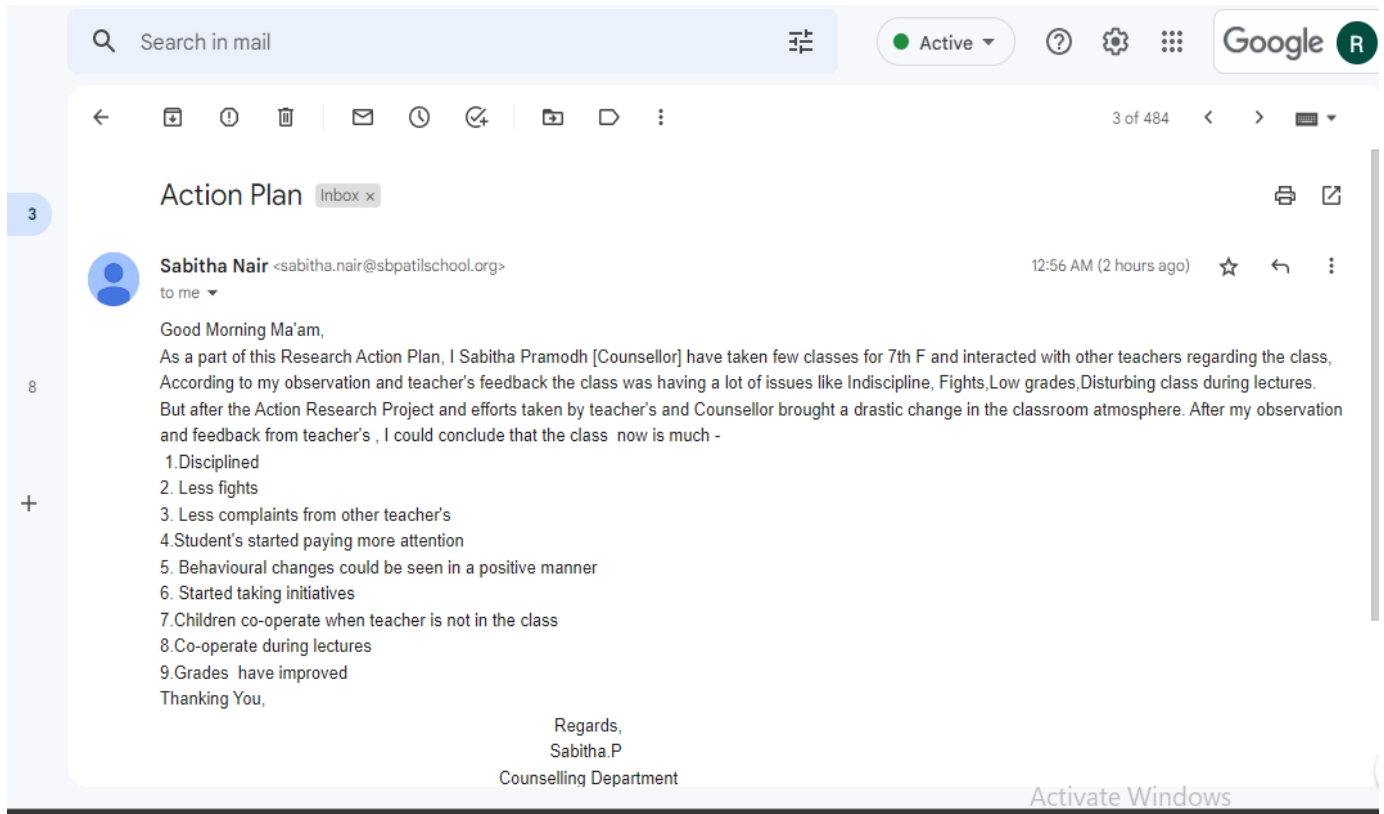 Search in mail
Active
Google R
3 of 484
Action Plan Inbox x
3
Sabitha Nair <sabitha.nair@sbpatilschool.org>
12:56 AM (2 hours ago)
to me
Good Morning Ma'am,
As a part of this Research Action Plan, I Sabitha Pramodh [Counsellor] have taken few classes for 7th F and interacted with other teachers regarding the class,
8
According to my observation and teacher's feedback the class was having a lot of issues like Indiscipline, Fights,Low grades,Disturbing class during lectures.
But after the Action Research Project and efforts taken by teacher's and Counsellor brought a drastic change in the classroom atmosphere. After my observation
and feedback from teacher's , I could conclude that the class now is much -
1.Disciplined
2. Less fights
3. Less complaints from other teacher's
4.Student's started paying more attention
5. Behavioural changes could be seen in a positive manner
6. Started taking initiatives
7.Children co-operate when teacher is not in the class
8.Co-operate during lectures
9.Grades have improved
Thanking You,
Regards,
Sabitha.P
Counselling Department
Activate Windows